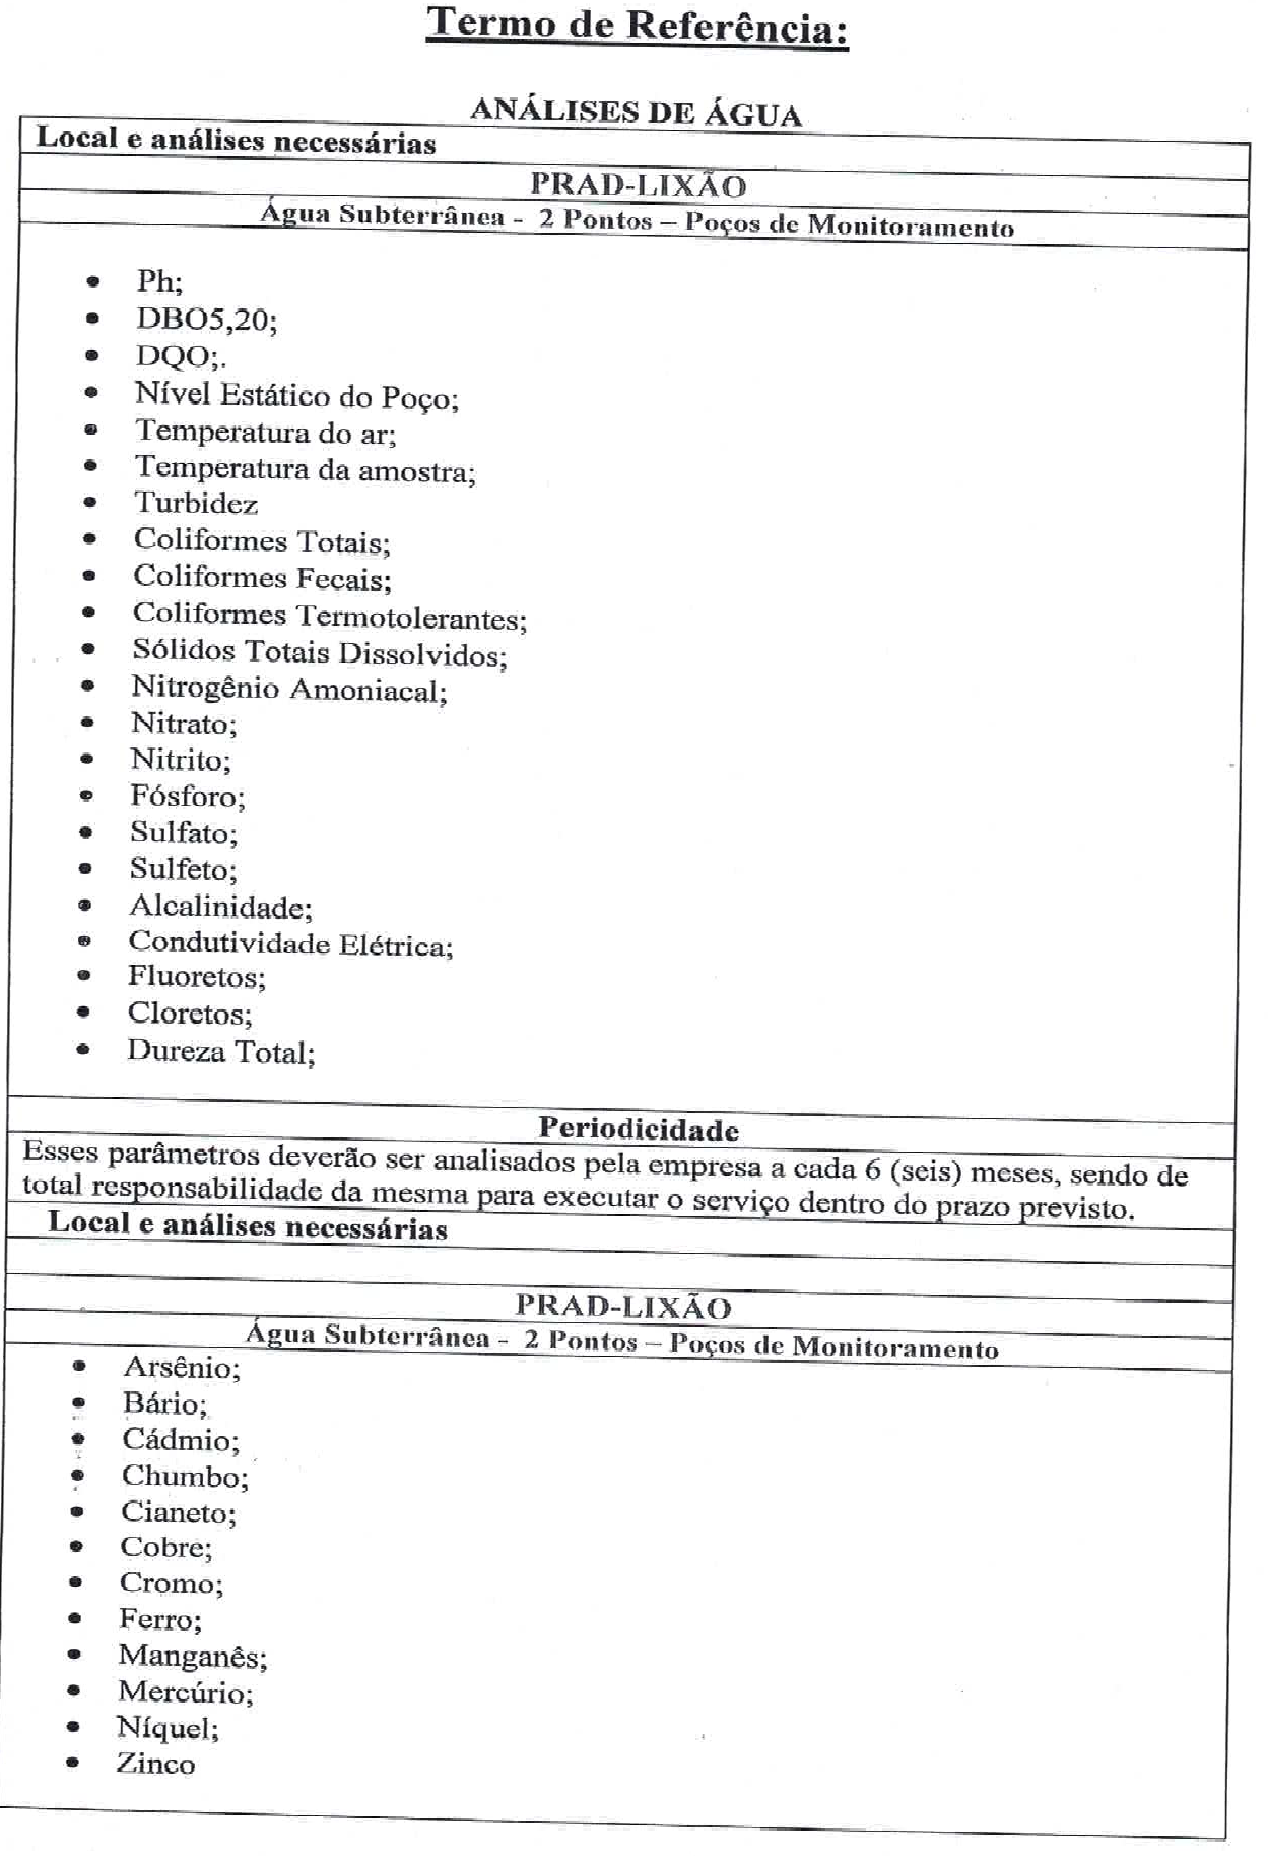 Termo de Referência:
ANÁLISES DE ÁGUA
Local e análises necessárias
PRAD-LIXÃO
Água Subterrânea - 2 Pontos – Poços de Monitoramento
• Ph;
• DBO5,20;
• DQO;.
• Nível Estático do Poço;
• Temperatura do ar;
• Temperatura da amostra;
• Turbidez
• Coliformes Totais;
• Coliformes Fecais;
• Coliformes Termotolerantes;
• Sólidos Totais Dissolvidos;
• Nitrogênio Amoniacal;
• Nitrato;
• Nitrito;
• Fósforo;
• Sulfato;
• Sulfeto;
• Alcalinidade;
• Condutividade Elétrica;
• Fluoretos;
• Cloretos;
• Dureza Total;
Periodicidade
Esses parâmetros deverão ser analisados pela empresa a cada 6 (seis) meses, sendo de
total responsabilidade da mesma para executar o serviço dentro do prazo previsto.
Local e análises necessárias
PRAD-LIXÃO
Água Subterrânea - 2 Pontos – Poços de Monitoramento
• Arsênio;
• Bário;
• Cádmio;
• Chumbo;
• Cianeto;
• Cobre;
• Cromo;
• Ferro;
• Manganês;
• Mercúrio;
• Níquel;
• Zinco